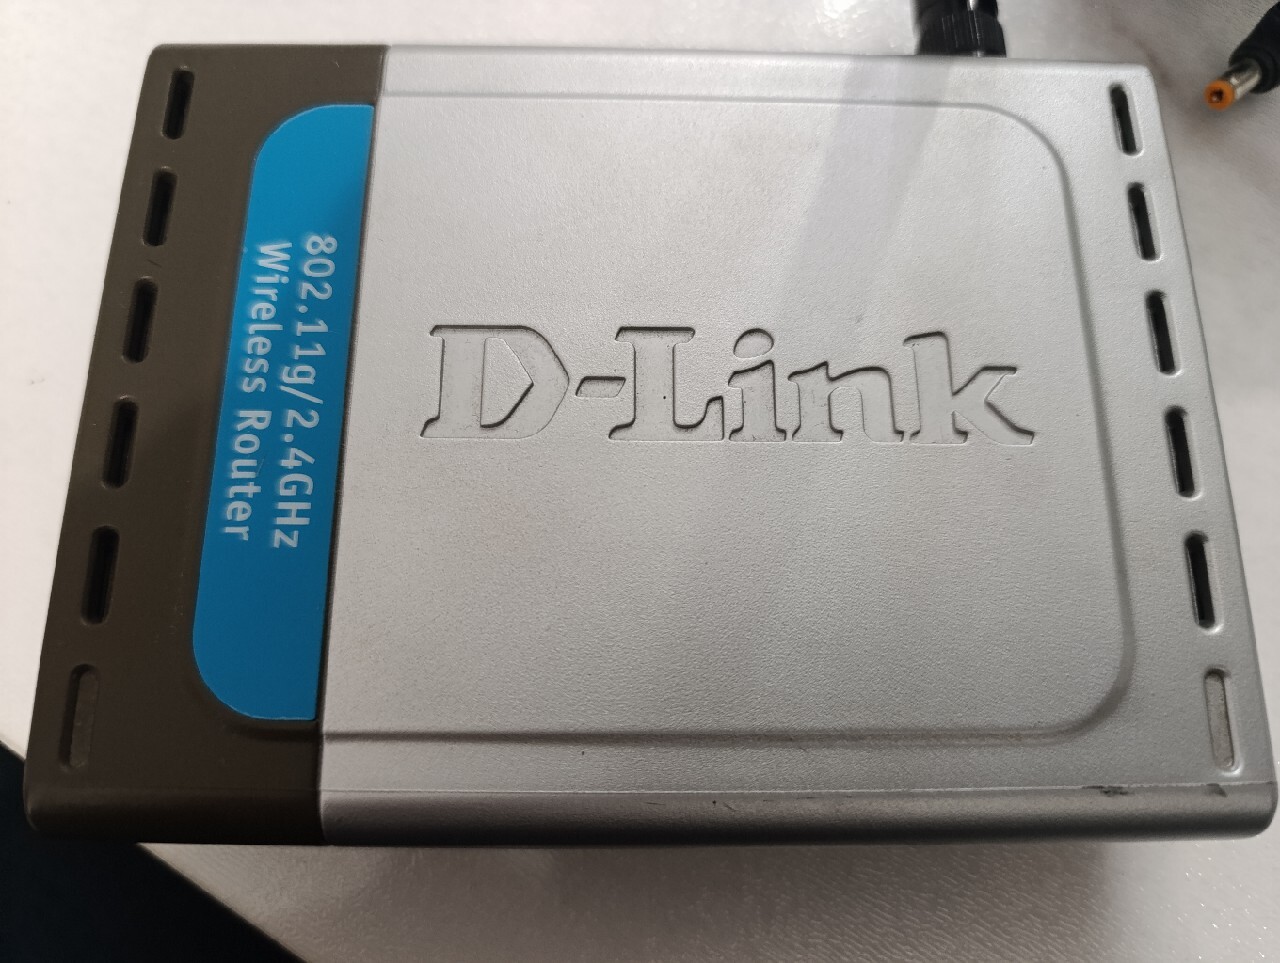 802.11g/2.4GHz
Wireless Router
D-Link